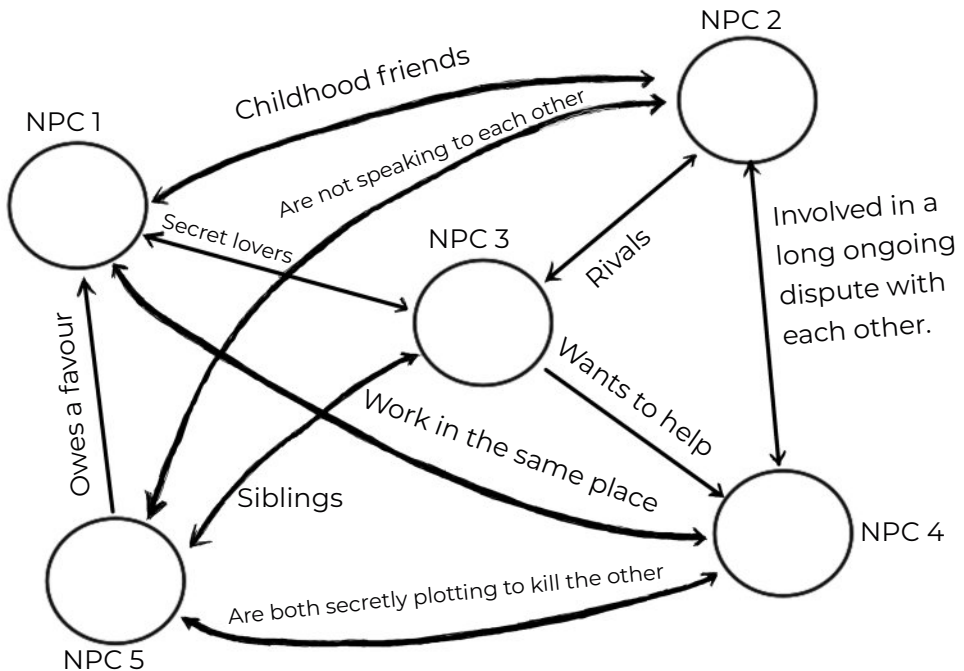 NPC 2
Childhood friends
NPC 1
Are not speaking to each other
Secret lovers
NPC 3
Rivals
Involved in a
long ongoing
dispute with
each other.
Owes a favour
Wants to help
Work in the same place
Siblings
NPC 4
Are both secretly plotting to kill the other
NPC 5